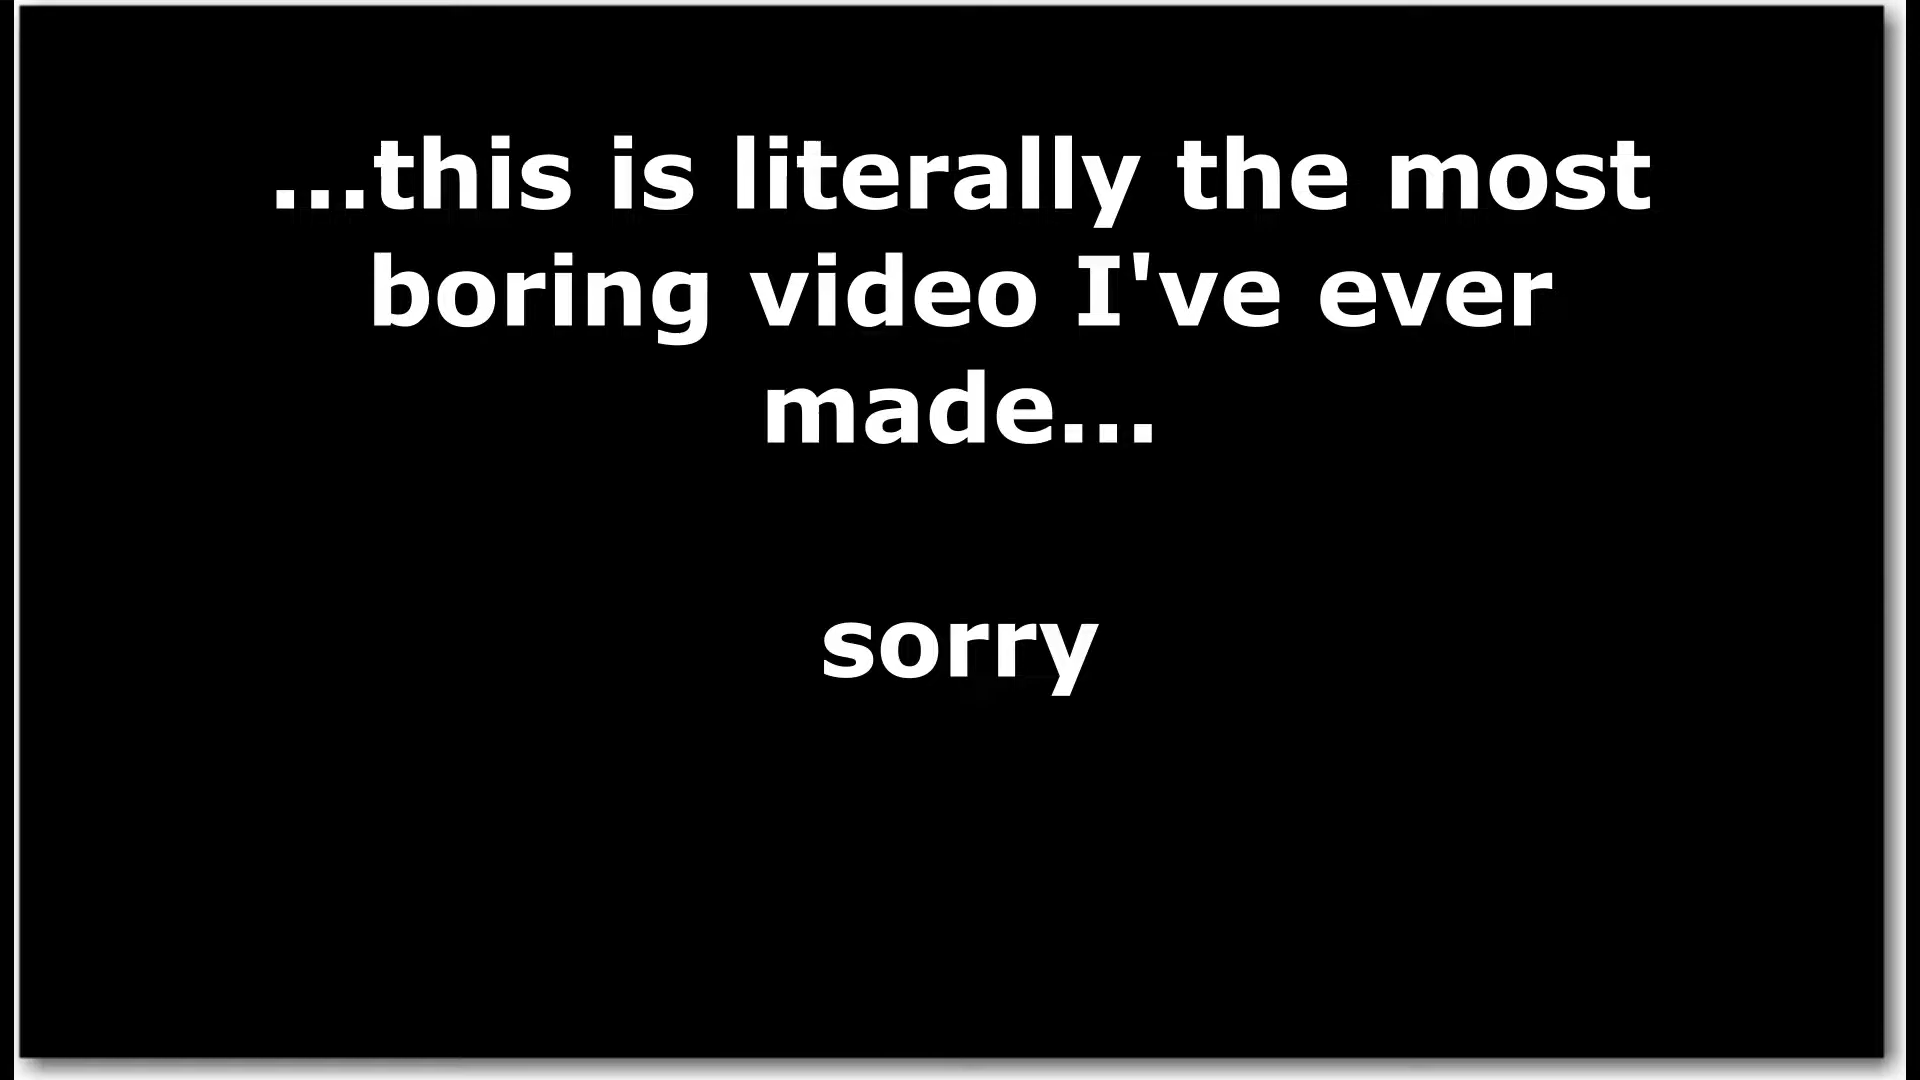 ...this is literally the most
boring video I've ever
made...
sorry